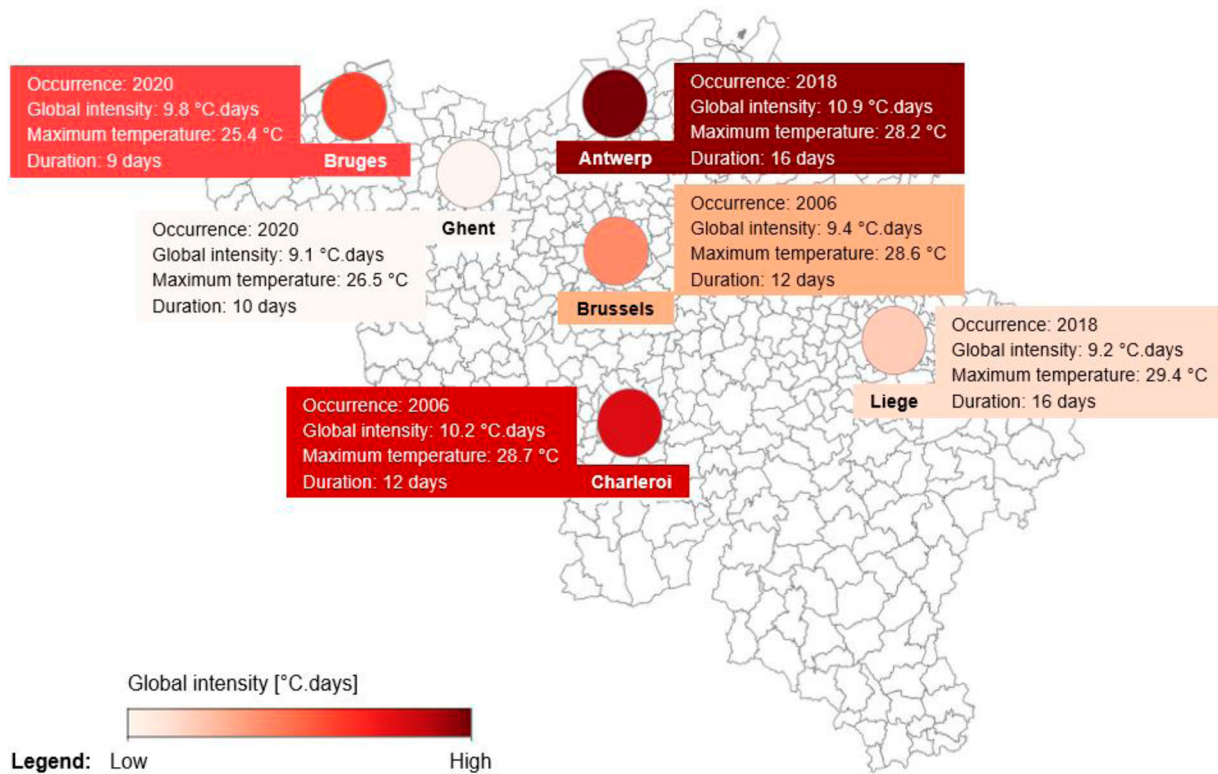 Occurrence: 2020
Global intensity: 9.8 °C.days
Maximum temperature: 25.4 °C
Duration: 9 days
Bruges
Occurrence: 2018
Global intensity: 10.9 °C.days
Maximum temperature: 28.2 °C
Duration: 16 days
Antwerp
Occurrence: 2020
Global intensity: 9.1 °C.days
Maximum temperature: 26.5 °C
Duration: 10 days
Ghent
Occurrence: 2006
Global intensity: 9.4 °C.days
Maximum temperature: 28.6 °C
Duration: 12 days
Brussels
Occurrence: 2018
Global intensity: 9.2 °C.days
Maximum temperature: 29.4 °C
Duration: 16 days
Liege
Occurrence: 2006
Global intensity: 10.2 °C.days
Maximum temperature: 28.7 °C
Duration: 12 days
Charleroi
Global intensity [°C.days]
Legend: Low High